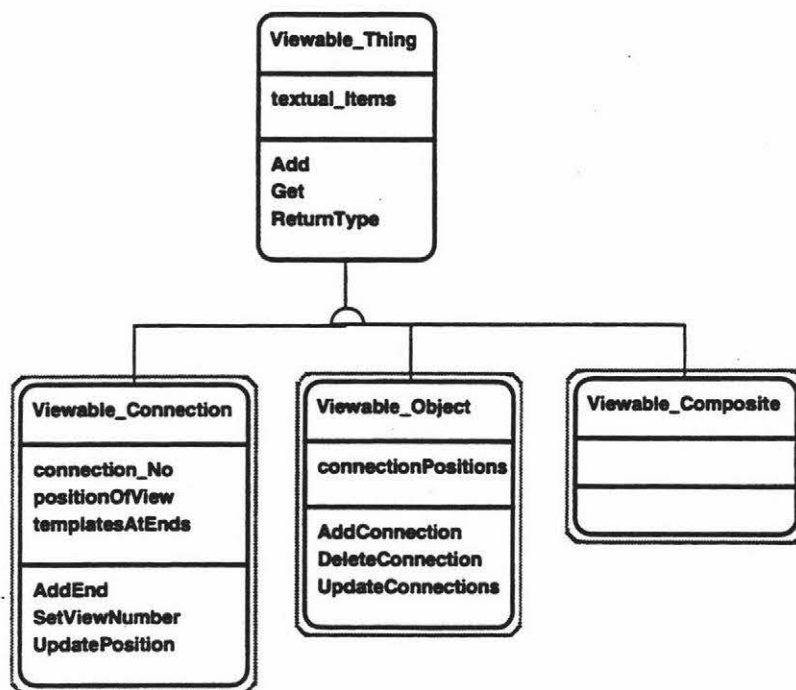 Viewable_Thing
textual_Items
Add
Get
ReturnType
Viewable_Connection
connection_No
positionOfView
templatesAtEnds
AddEnd
SetViewNumber
UpdatePosition
Viewable_Object
connectionPositions
AddConnection
DeleteConnection
UpdateConnections
Viewable_Composite